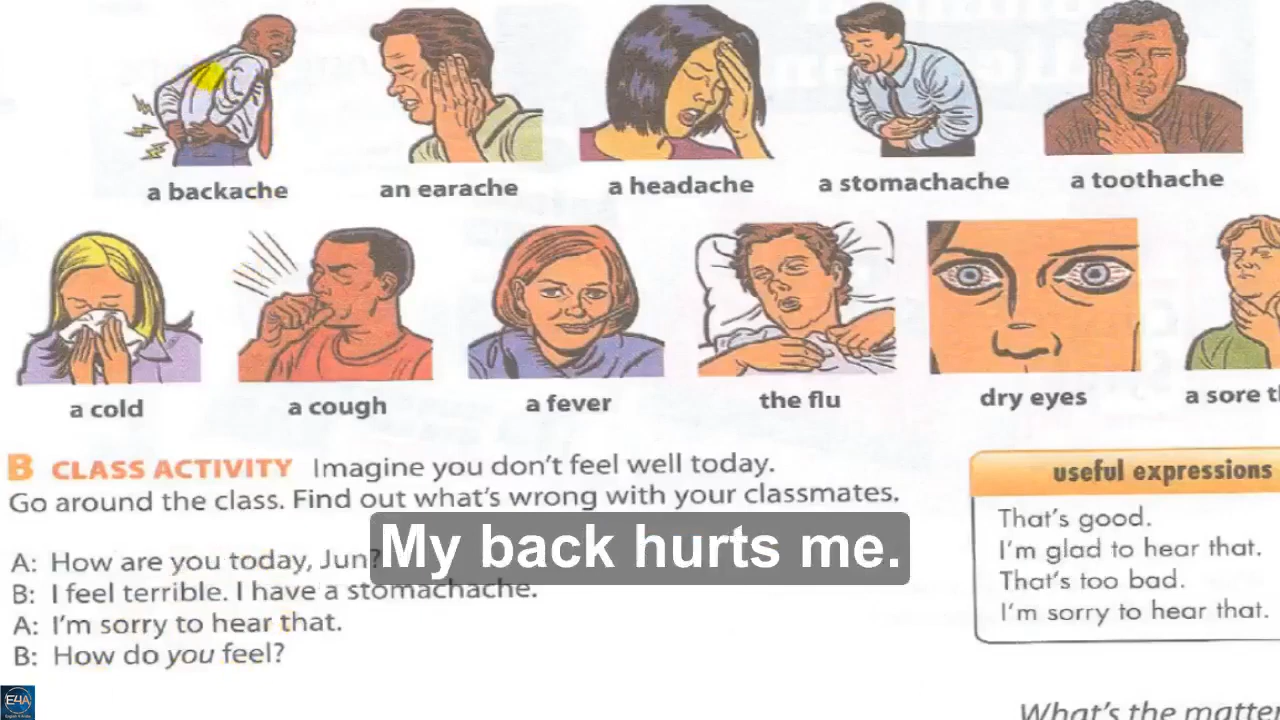 a backache
an earache
a headache
a stomachache
a toothache
a cold
a cough
a fever
the flu
dry eyes
a sore t
B CLASS ACTIVITY Imagine you don't feel well today.
Go around the class. Find out what's wrong with your classmates.
A: How are you today, Jun?
B: I feel terrible. I have a stomachache.
A: I'm sorry to hear that.
B: How do you feel?
My back hurts me.
useful expressions
That's good.
I'm glad to hear that.
That's too bad.
I'm sorry to hear that.
What's the matter
E4A